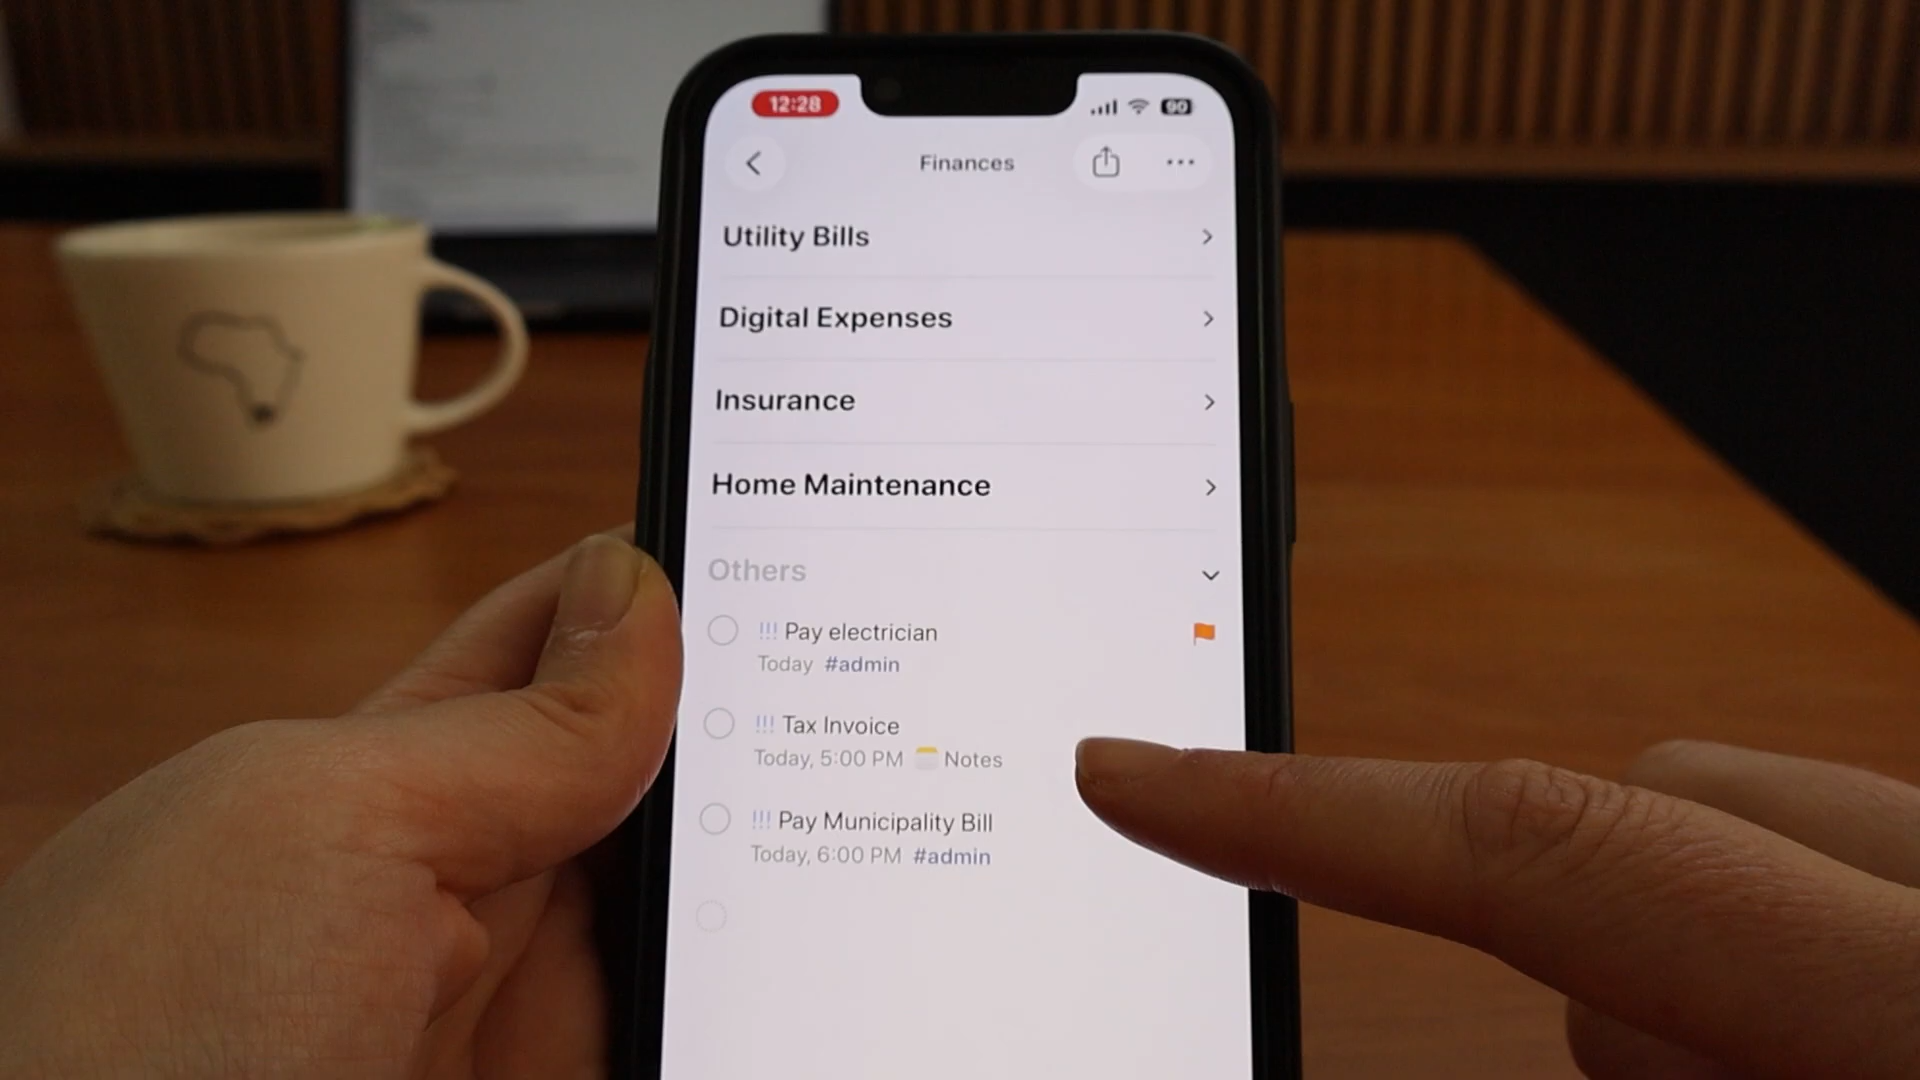 12:28
90
Finances
Utility Bills
Digital Expenses
Insurance
Home Maintenance
Others
!!! Pay electrician
Today #admin
!!! Tax Invoice
Today, 5:00 PM Notes
!!! Pay Municipality Bill
Today, 6:00 PM #admin